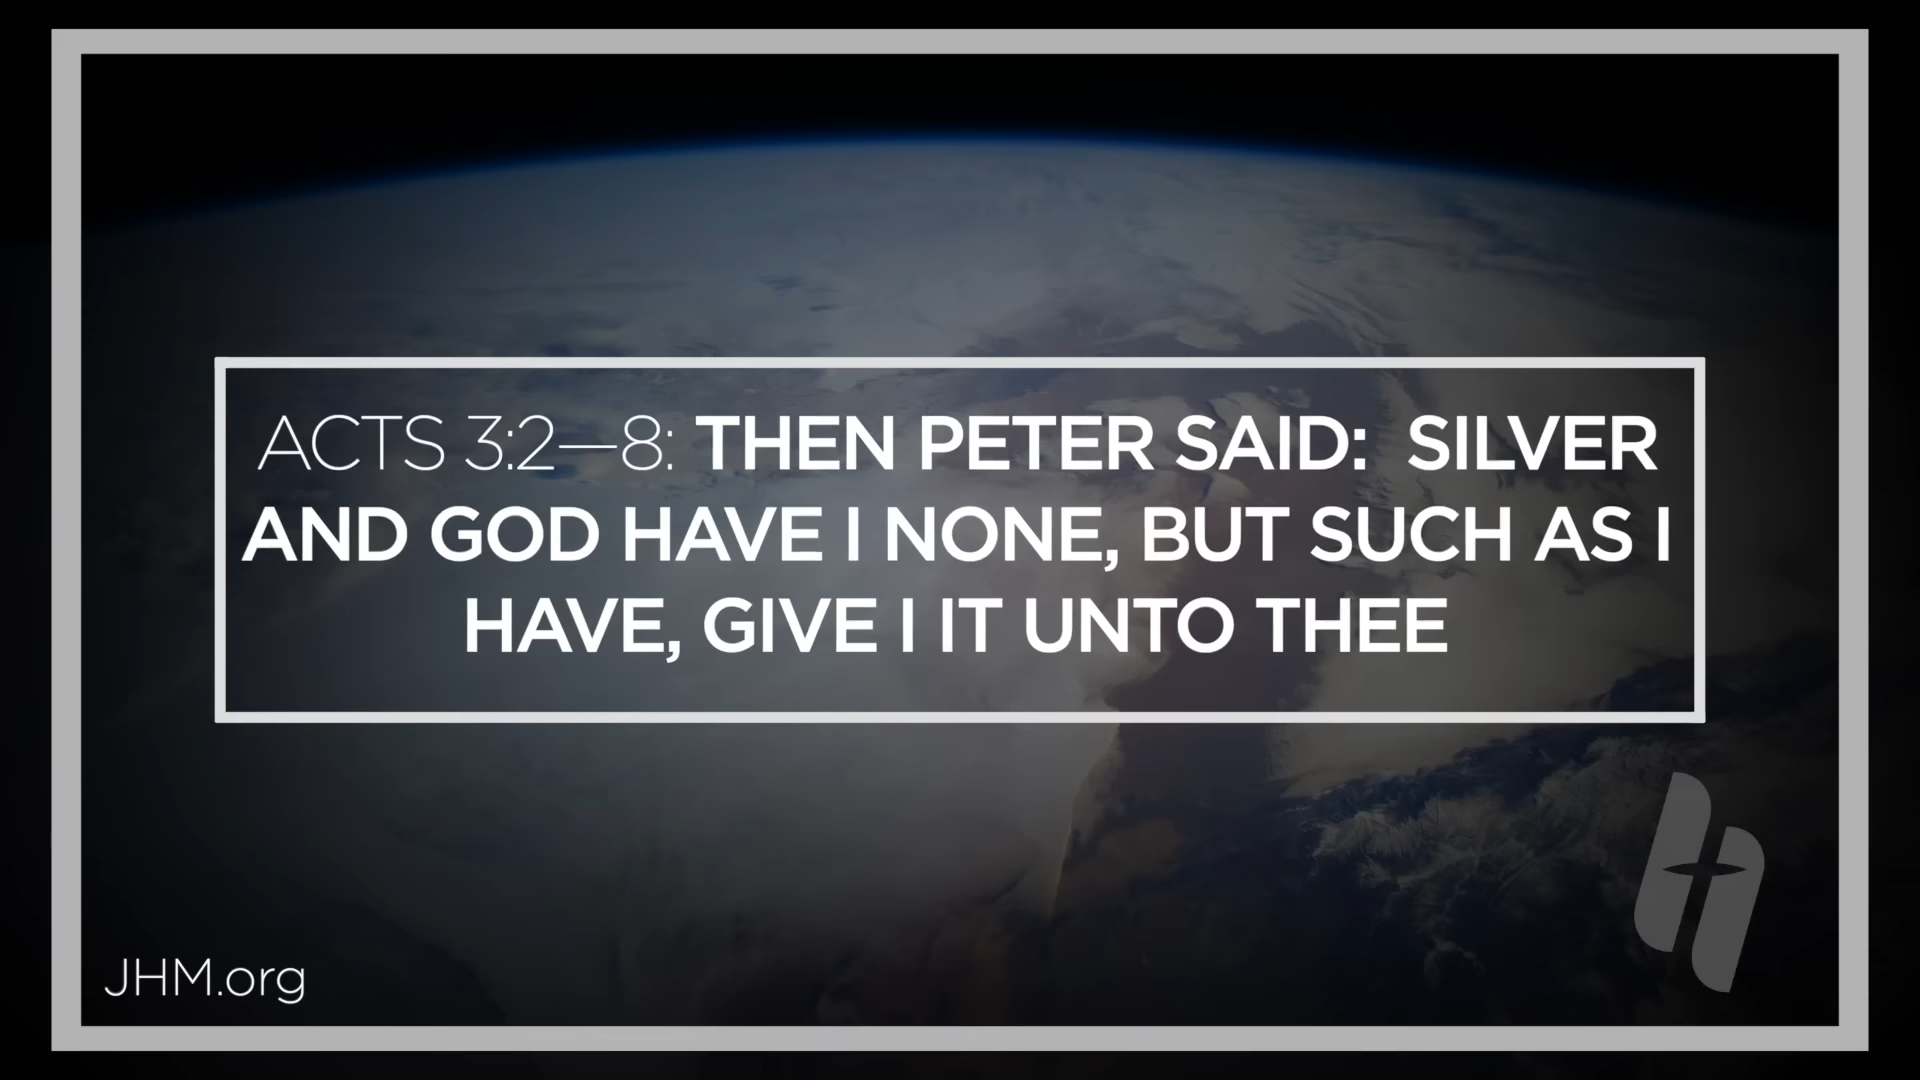 ACTS 3:2—8: THEN PETER SAID: SILVER
AND GOD HAVE I NONE, BUT SUCH AS I
HAVE, GIVE I IT UNTO THEE
JHM.org